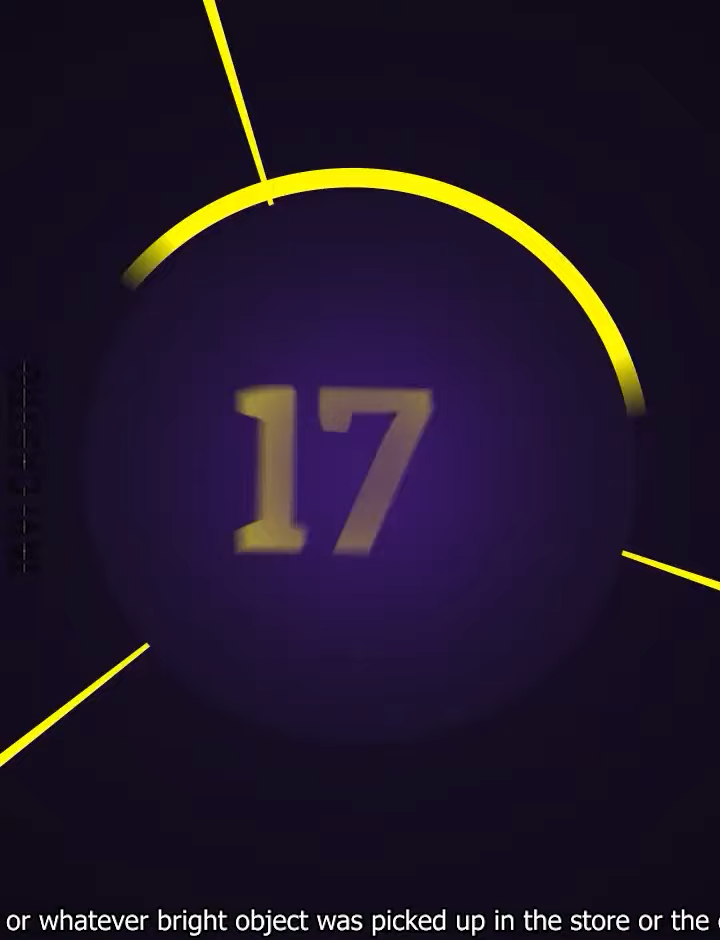 17
or whatever bright object was picked up in the store or the